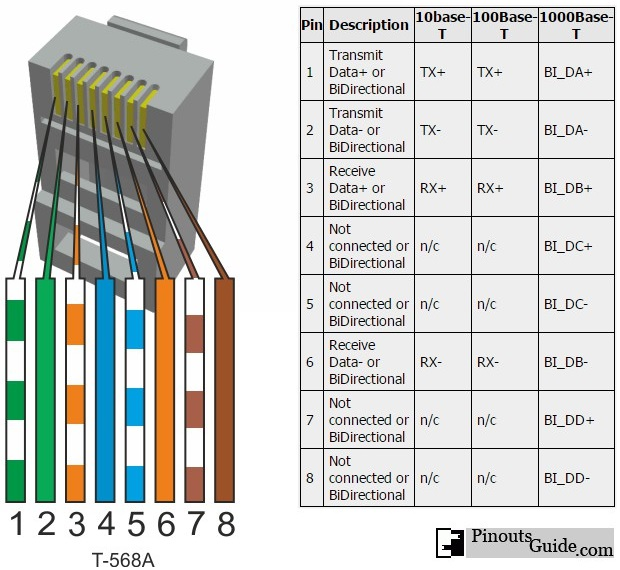 1 2 3 4 5 6 7 8
T-568A
Pin Description 10base-T 100Base-T 1000Base-T
1 Transmit Data+ or BiDirectional TX+ TX+ BI_DA+
2 Transmit Data- or BiDirectional TX- TX- BI_DA-
3 Receive Data+ or BiDirectional RX+ RX+ BI_DB+
4 Not connected or BiDirectional n/c n/c BI_DC+
5 Not connected or BiDirectional n/c n/c BI_DC-
6 Receive Data- or BiDirectional RX- RX- BI_DB-
7 Not connected or BiDirectional n/c n/c BI_DD+
8 Not connected or BiDirectional n/c n/c BI_DD-
Pinouts
Guide.com